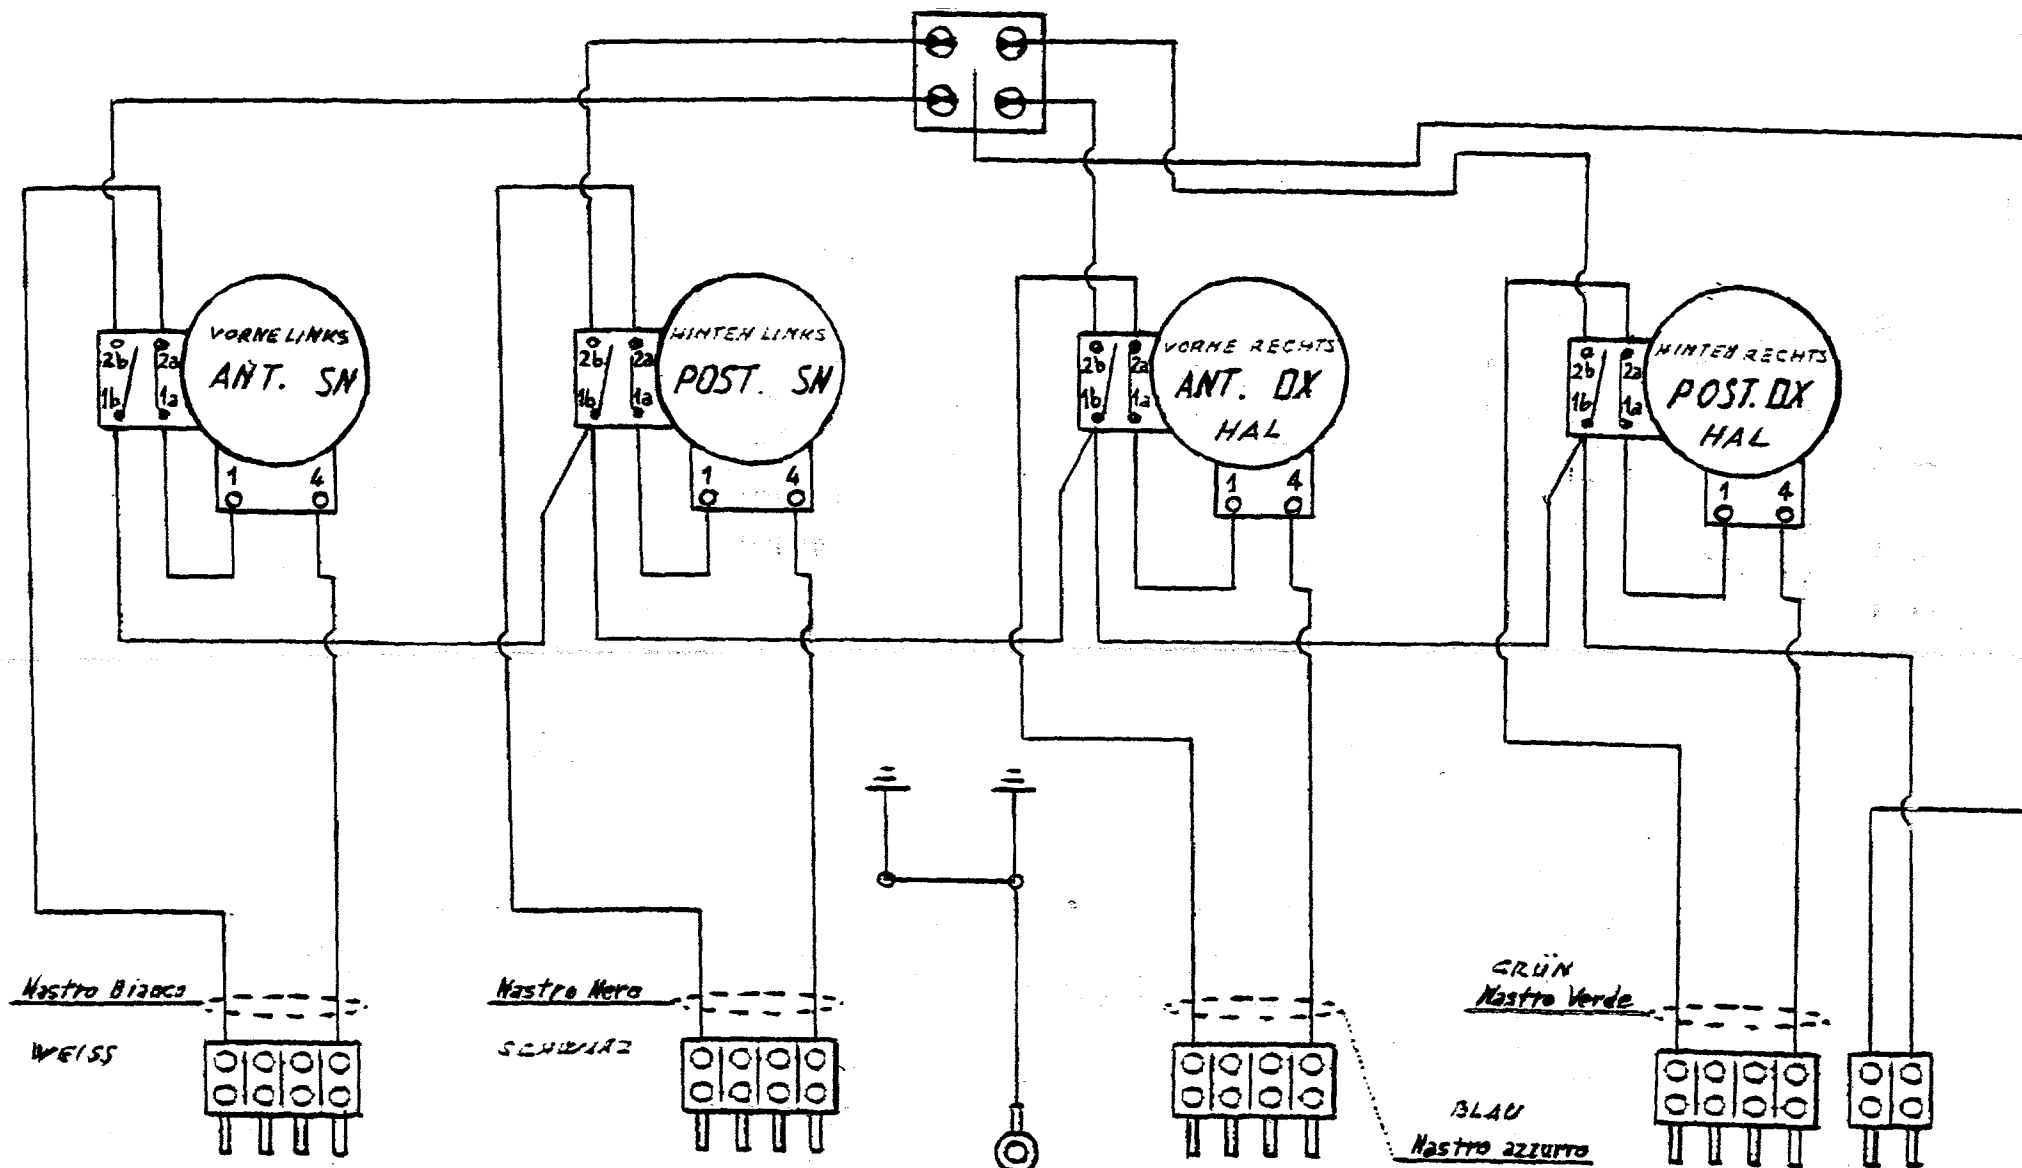 VORNE LINKS
ANT. SN
2b 2a
1b 1a
1 4
HINTEN LINKS
POST. SN
2b 2a
1b 1a
1 4
VORNE RECHTS
ANT. DX
HAL
2b 2a
1b 1a
1 4
HINTEN RECHTS
POST. DX
HAL
2b 2a
1b 1a
1 4
Nastro Bianco
WEISS
Nastro Nero
SCHWARZ
GRÜN
Nastro Verde
BLAU
Nastro azzurro